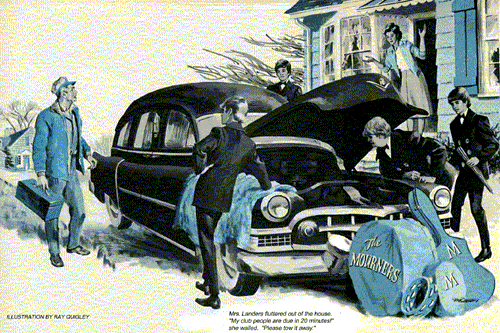 The
MOURNERS
M
M
ILLUSTRATION BY RAY QUIGLEY
Mrs. Landers fluttered out of the house.
"My club people are due in 20 minutes!"
she wailed. "Please tow it away."